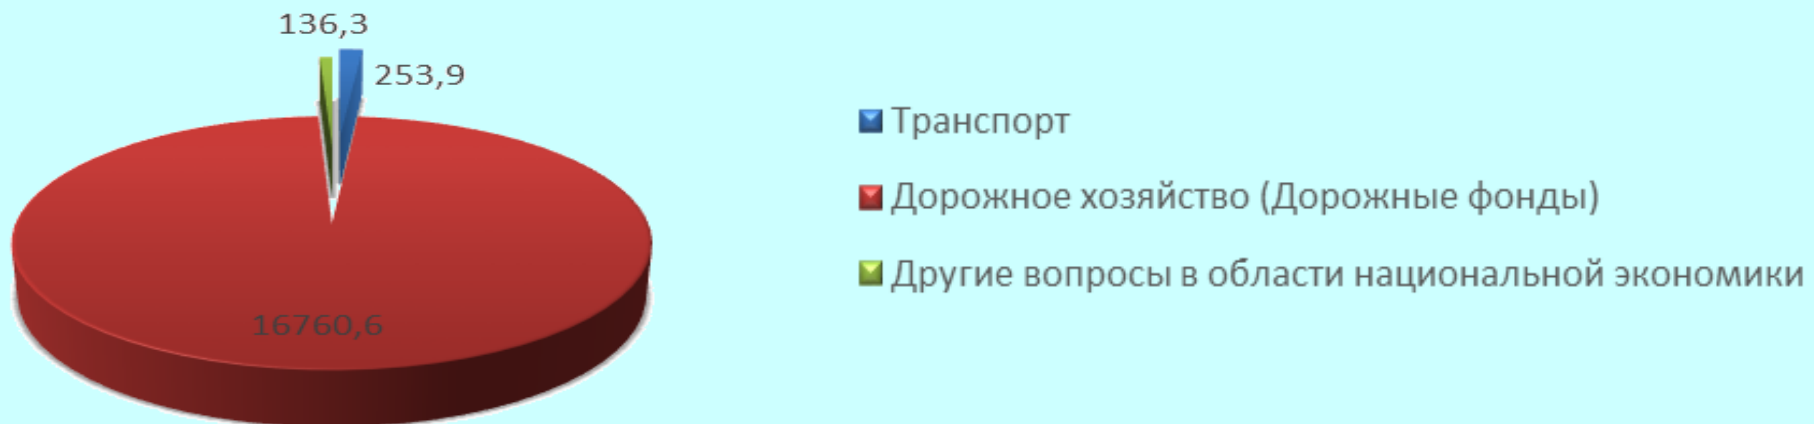 136,3
253,9
16760,6
Транспорт
Дорожное хозяйство (Дорожные фонды)
Другие вопросы в области национальной экономики